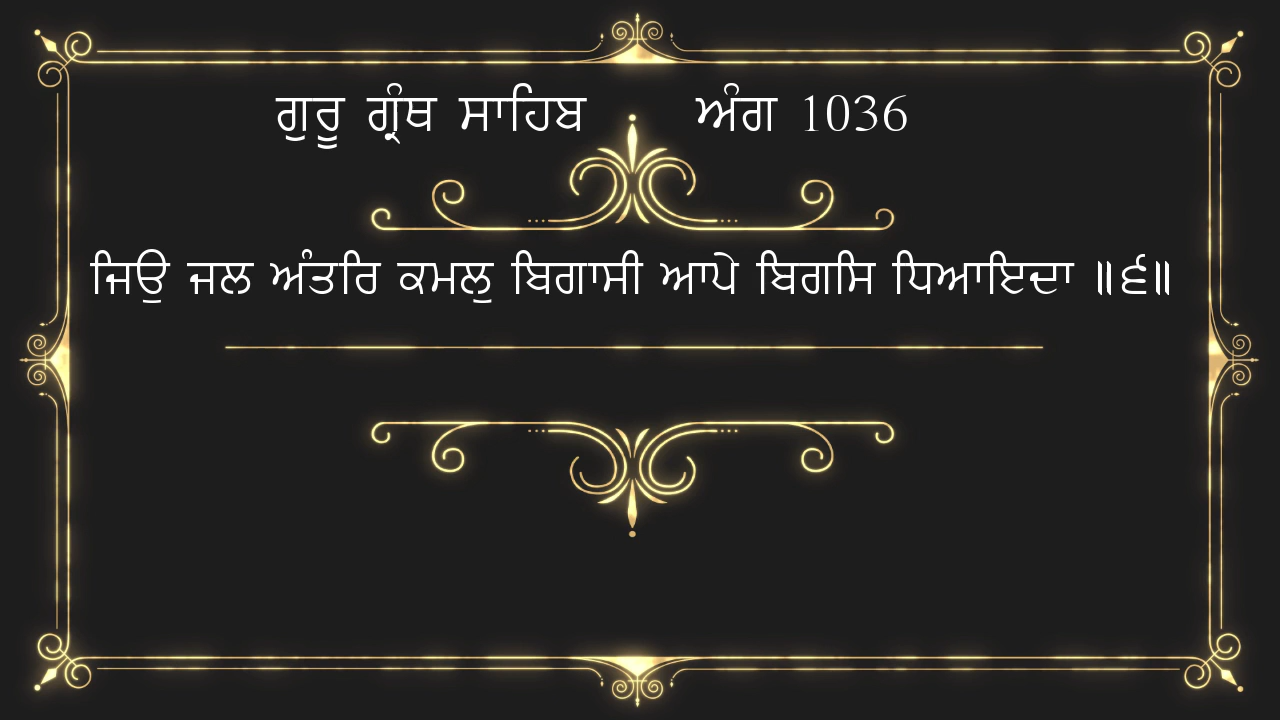 ਗੁਰੂ ਗ੍ਰੰਥ ਸਾਹਿਬ ਅੰਗ 1036
ਜਿਉ ਜਲ ਅੰਤਰਿ ਕਮਲੁ ਬਿਗਾਸੀ ਆਪੇ ਬਿਗਸਿ ਧਿਆਇਦਾ ॥੬॥